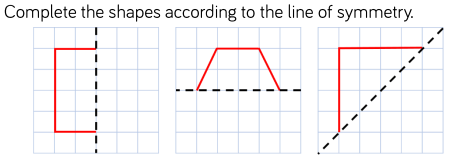 Complete the shapes according to the line of symmetry.